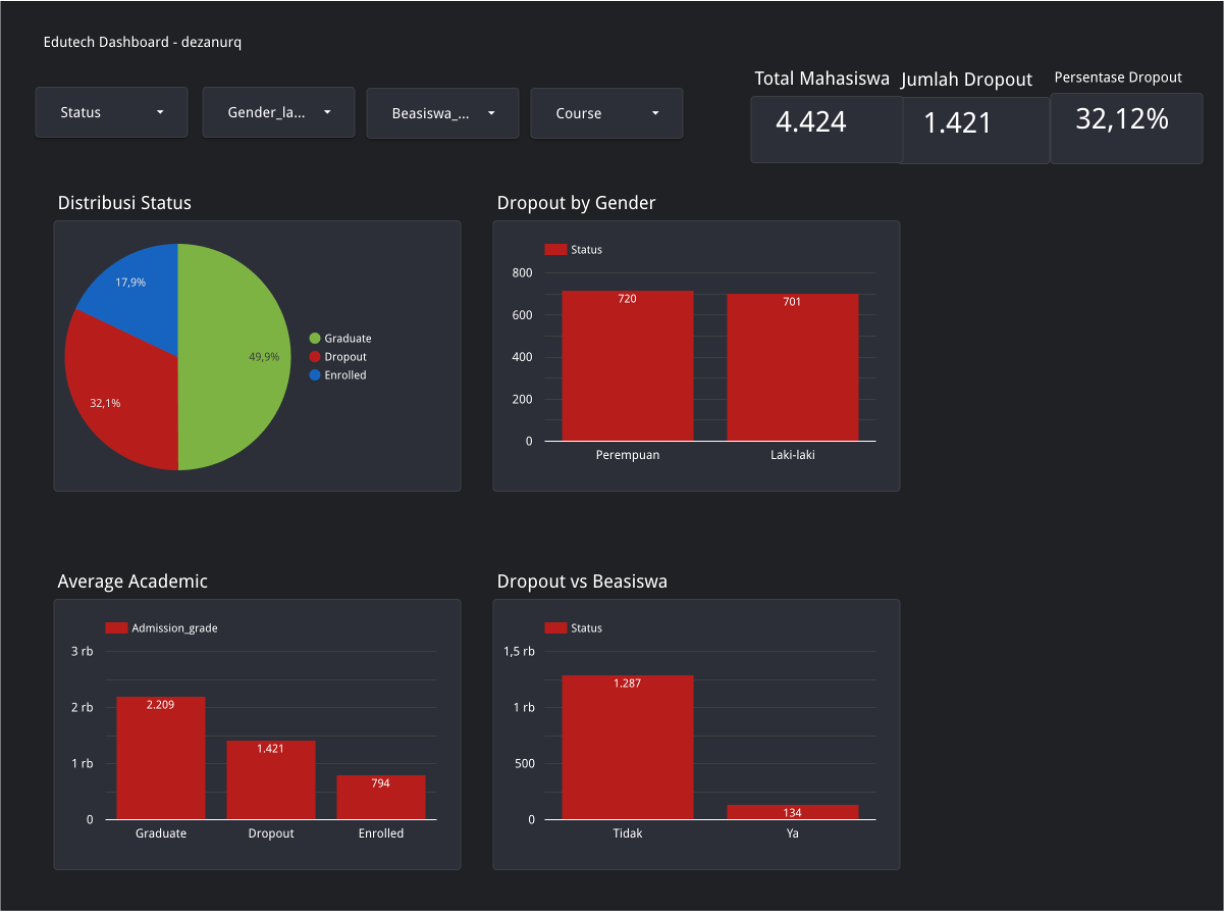 Edutech Dashboard - dezanurq
Total Mahasiswa
Jumlah Dropout
Persentase Dropout
Status
Gender_la...
Beasiswa_...
Course
4.424
1.421
32,12%
Distribusi Status
17,9%
49,9%
32,1%
Graduate
Dropout
Enrolled
Dropout by Gender
Status
800
600
400
200
0
720
701
Perempuan
Laki-laki
Average Academic
Admission_grade
3 rb
2 rb
1 rb
0
2.209
1.421
794
Graduate
Dropout
Enrolled
Dropout vs Beasiswa
Status
1,5 rb
1 rb
500
0
1.287
134
Tidak
Ya